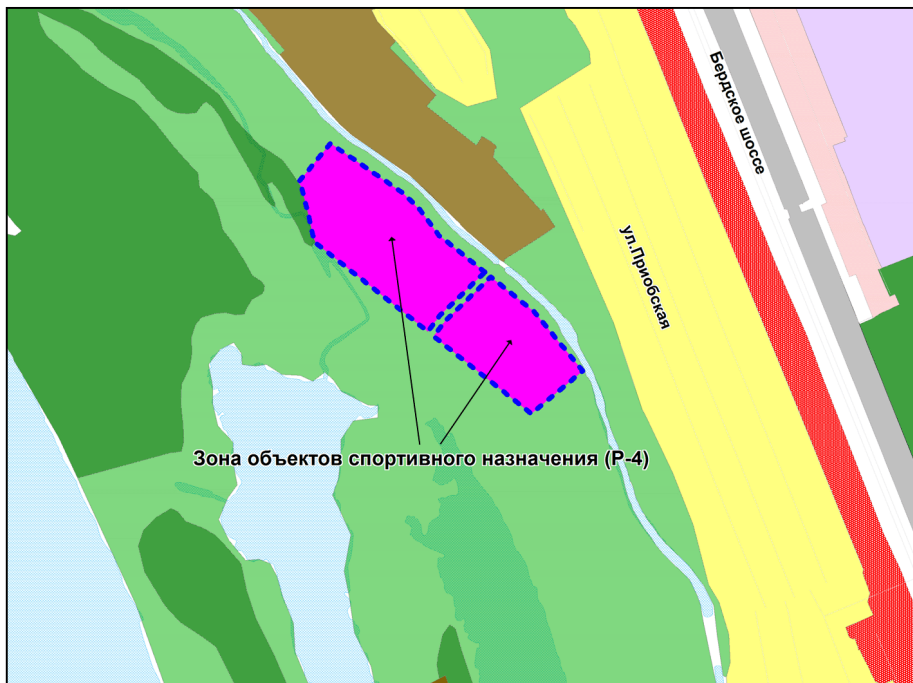 Бердское шоссе
ул.Приобская
Зона объектов спортивного назначения (Р-4)